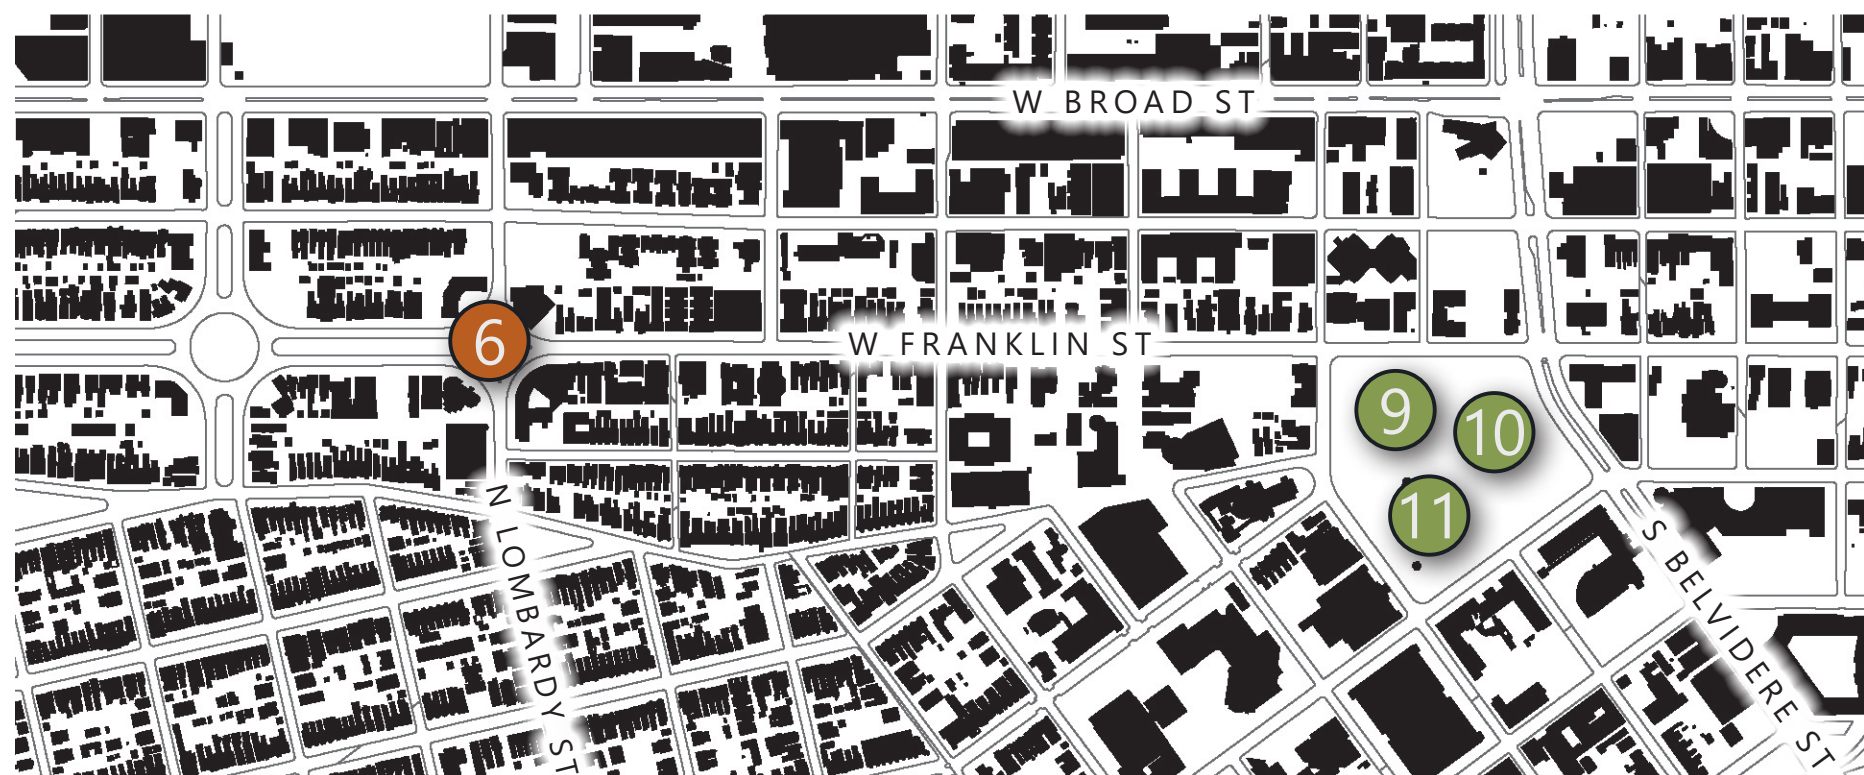 W BROAD ST
6
W FRANKLIN ST
9
10
11
N LOMBARDY ST
S BELVIDERE ST